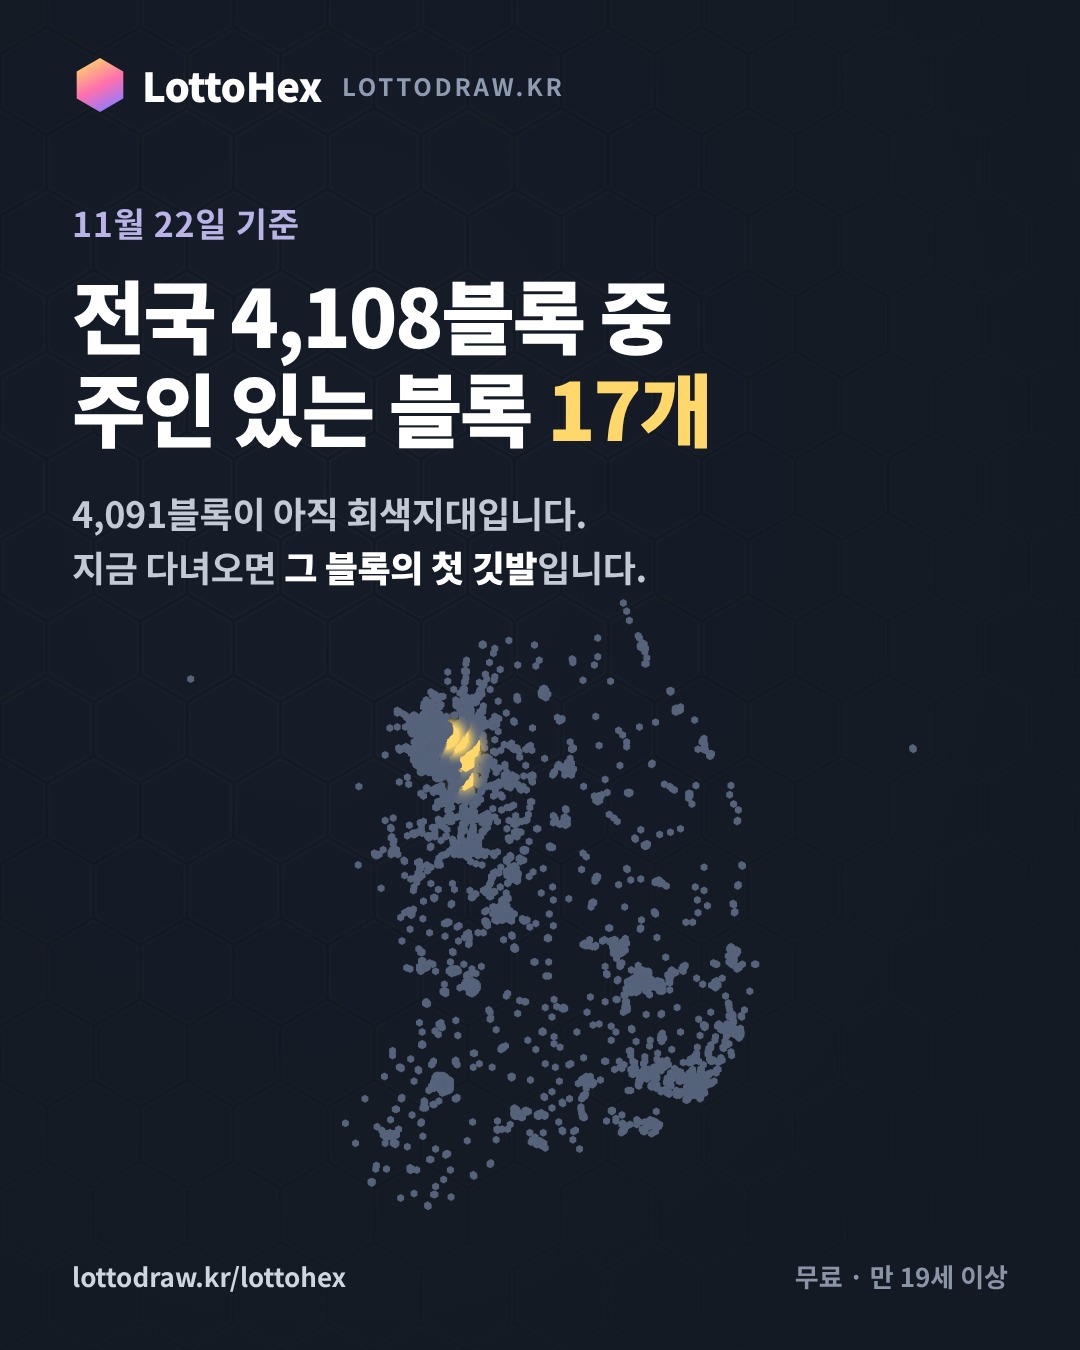 LottoHex LOTTODRAW.KR
11월 22일 기준
전국 4,108블록 중
주인 있는 블록 17개
4,091블록이 아직 회색지대입니다.
지금 다녀오면 그 블록의 첫 깃발입니다.
lottodraw.kr/lottohex
무료 · 만 19세 이상